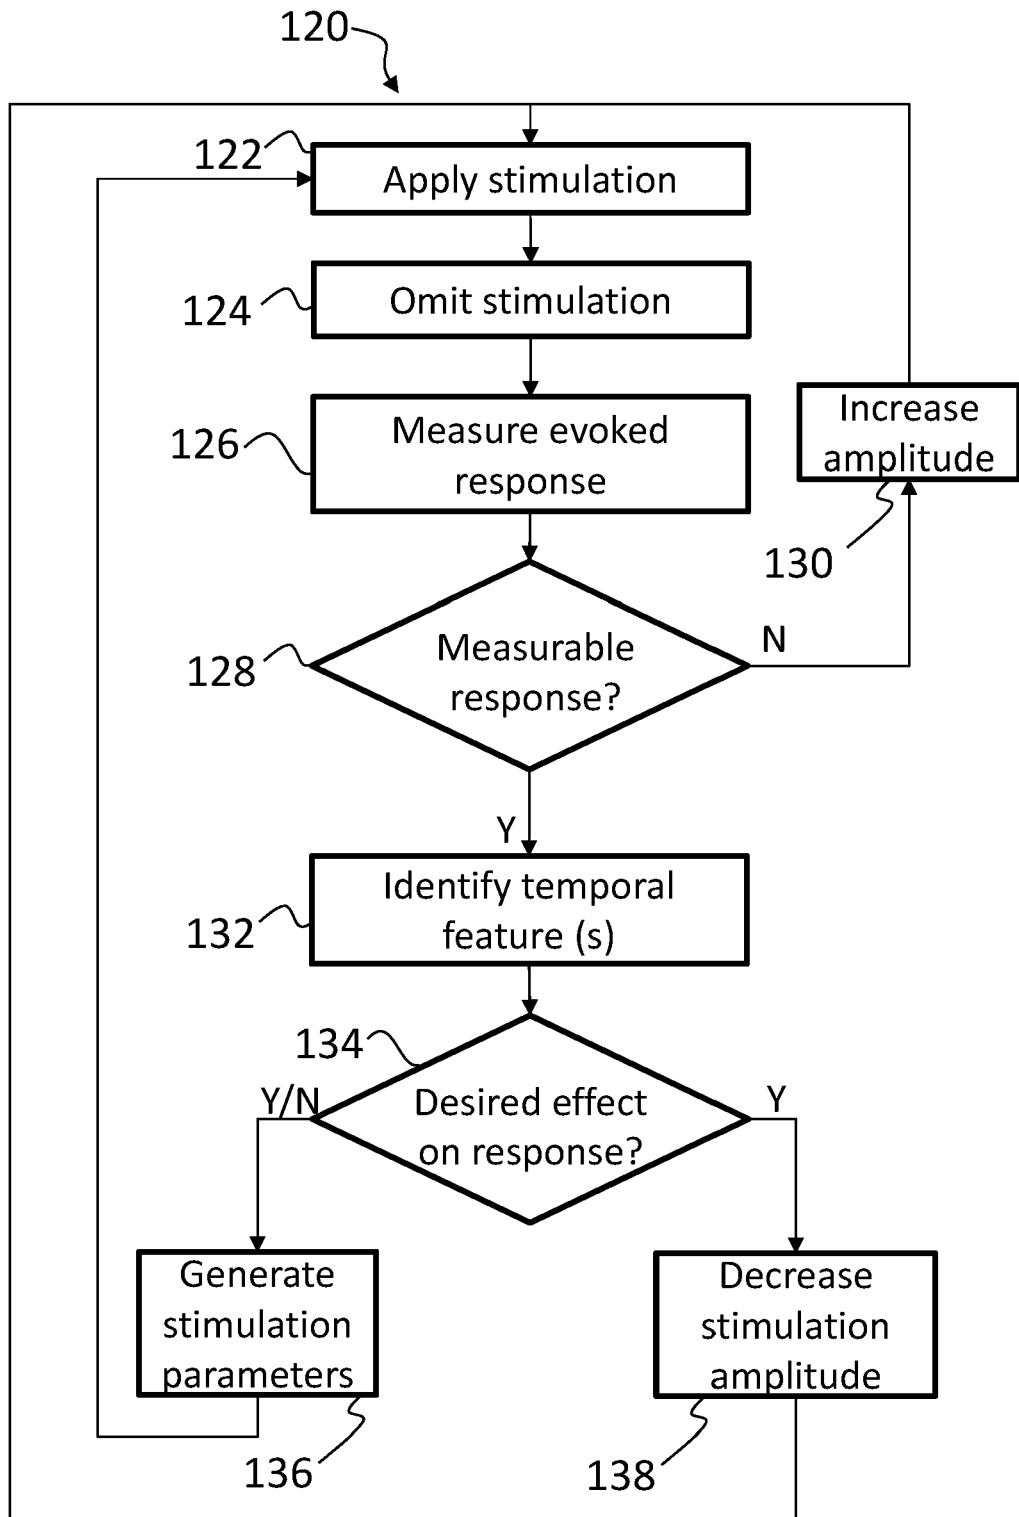 120
122
Apply stimulation
124
Omit stimulation
126
Measure evoked
response
Increase
amplitude
130
128
Measurable
response?
N
Y
132
Identify temporal
feature (s)
134
Y/N
Desired effect
on response?
Y
Generate
stimulation
parameters
136
Decrease
stimulation
amplitude
138